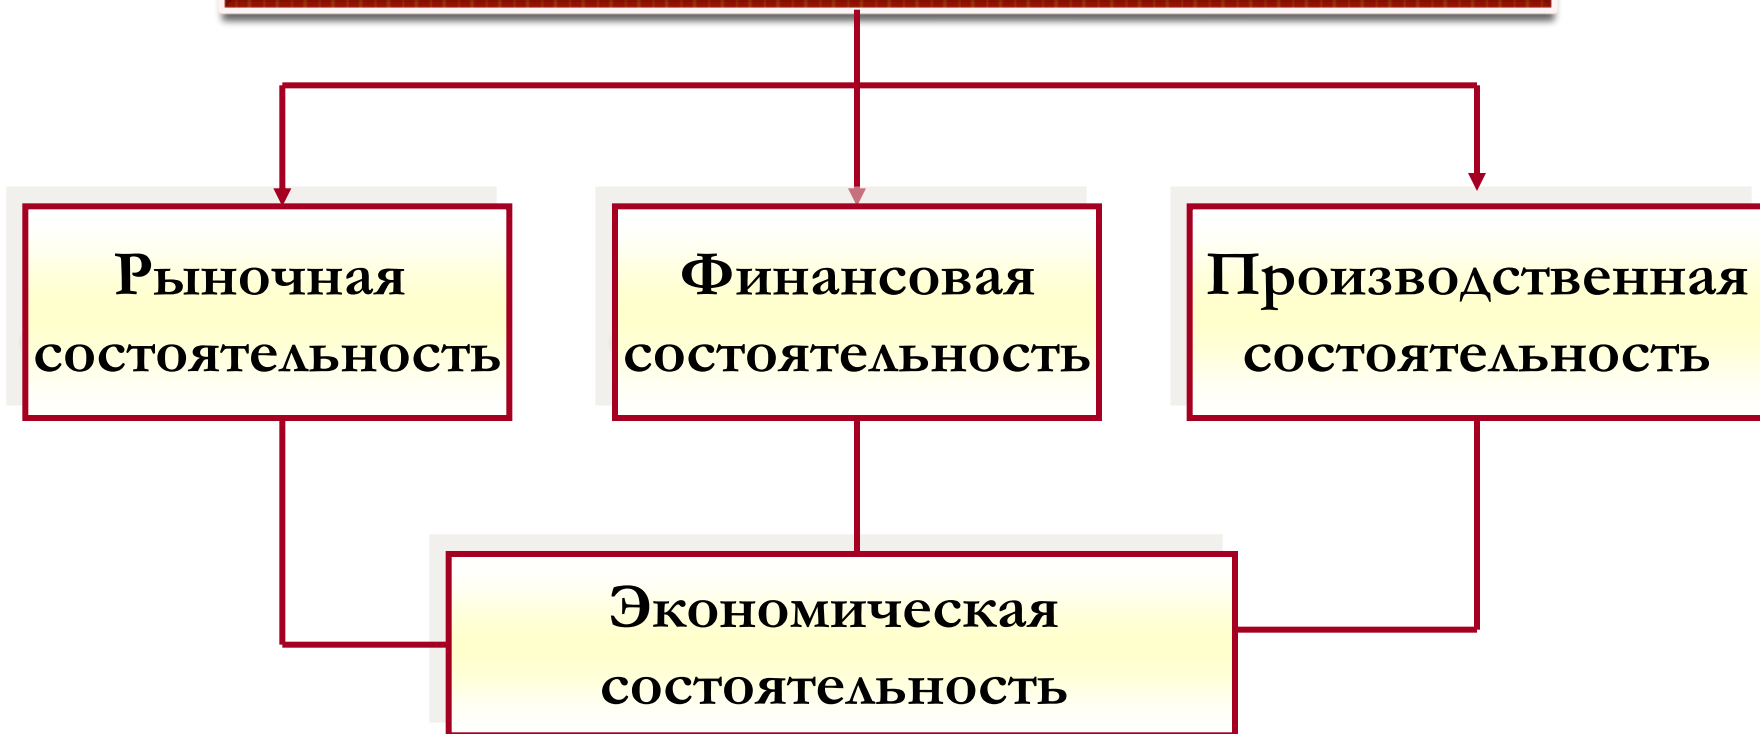 Рыночная
состоятельность
Финансовая
состоятельность
Производственная
состоятельность
Экономическая
состоятельность